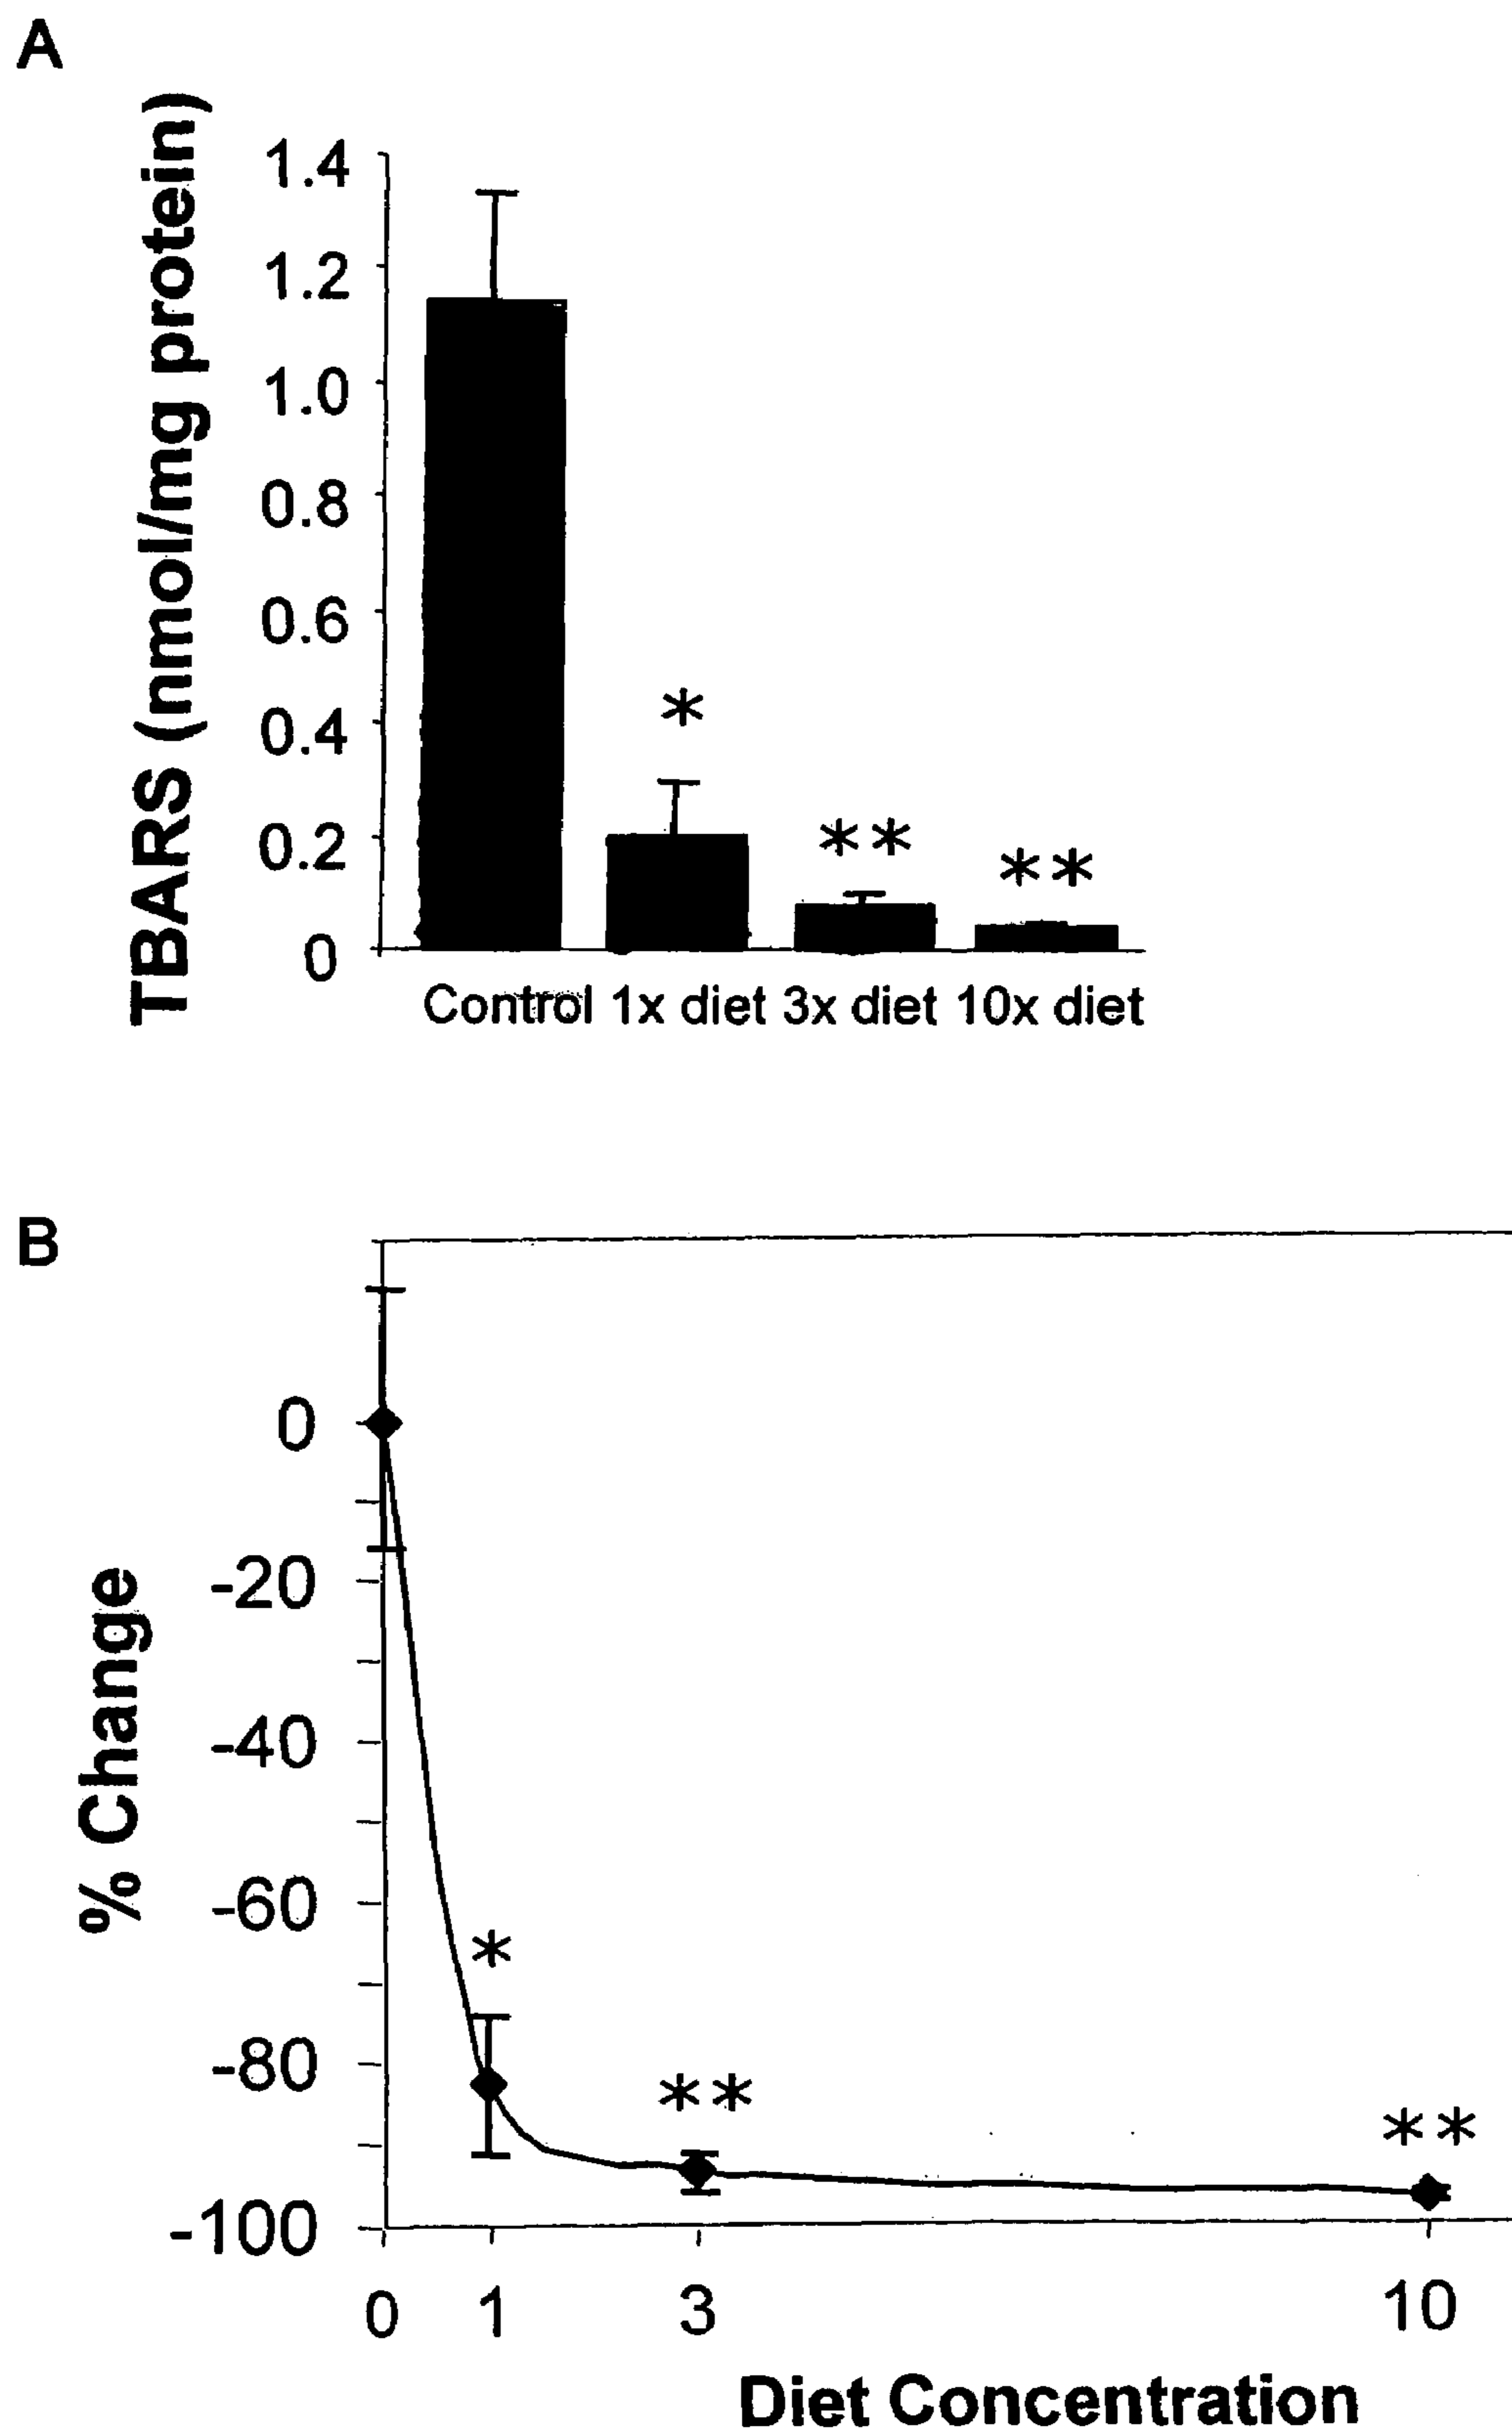 A
TBARS (nmol/mg protein)
1.4
1.2
1.0
0.8
0.6
0.4
0.2
0
*
**
**
Control 1x diet 3x diet 10x diet
B
% Change
0
-20
-40
-60
-80
-100
*
**
**
0 1 3 10
Diet Concentration